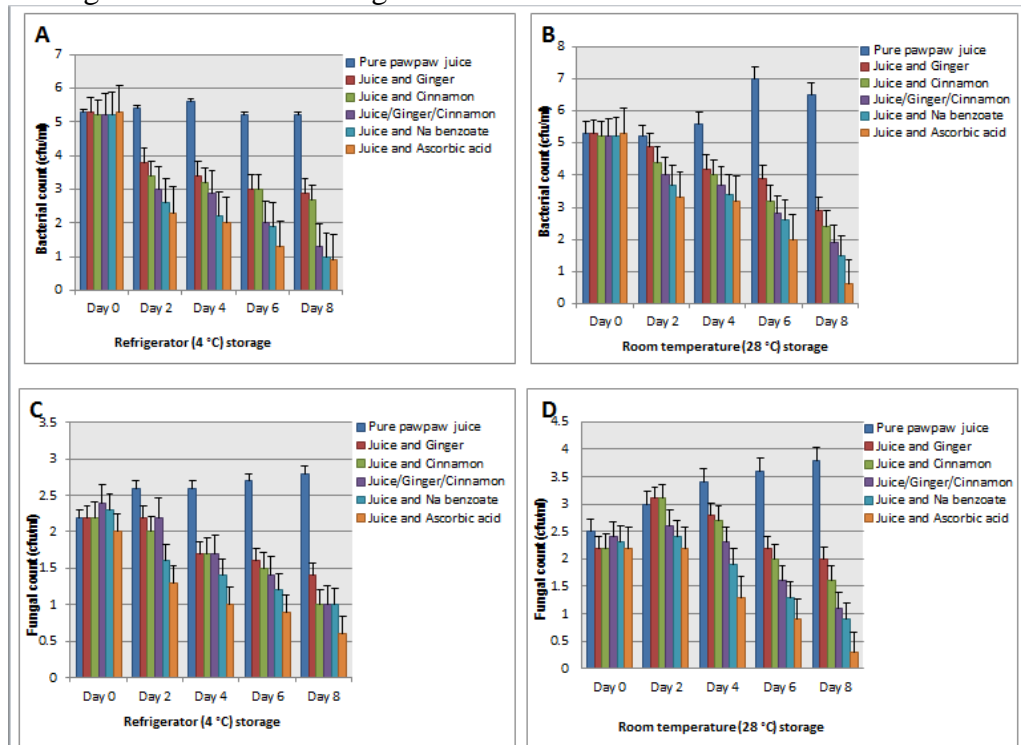 A
7
6
5
4
3
2
1
0
Bacterial count (cfu/ml)
Day 0 Day 2 Day 4 Day 6 Day 8
Refrigerator (4 °C) storage
Pure pawpaw juice
Juice and Ginger
Juice and Cinnamon
Juice/Ginger/Cinnamon
Juice and Na benzoate
Juice and Ascorbic acid
B
8
7
6
5
4
3
2
1
0
Bacterial count (cfu/ml)
Day 0 Day 2 Day 4 Day 6 Day 8
Room temperature (28 °C) storage
Pure pawpaw juice
Juice and Ginger
Juice and Cinnamon
Juice/Ginger/Cinnamon
Juice and Na benzoate
Juice and Ascorbic acid
C
3.5
3
2.5
2
1.5
1
0.5
0
Fungal count (cfu/ml)
Day 0 Day 2 Day 4 Day 6 Day 8
Refrigerator (4 °C) storage
Pure pawpaw juice
Juice and Ginger
Juice and Cinnamon
Juice/Ginger/Cinnamon
Juice and Na benzoate
Juice and Ascorbic acid
D
4.5
4
3.5
3
2.5
2
1.5
1
0.5
0
Fungal count (cfu/ml)
Day 0 Day 2 Day 4 Day 6 Day 8
Room temperature (28 °C) storage
Pure pawpaw juice
Juice and Ginger
Juice and Cinnamon
Juice/Ginger/Cinnamon
Juice and Na benzoate
Juice and Ascorbic acid